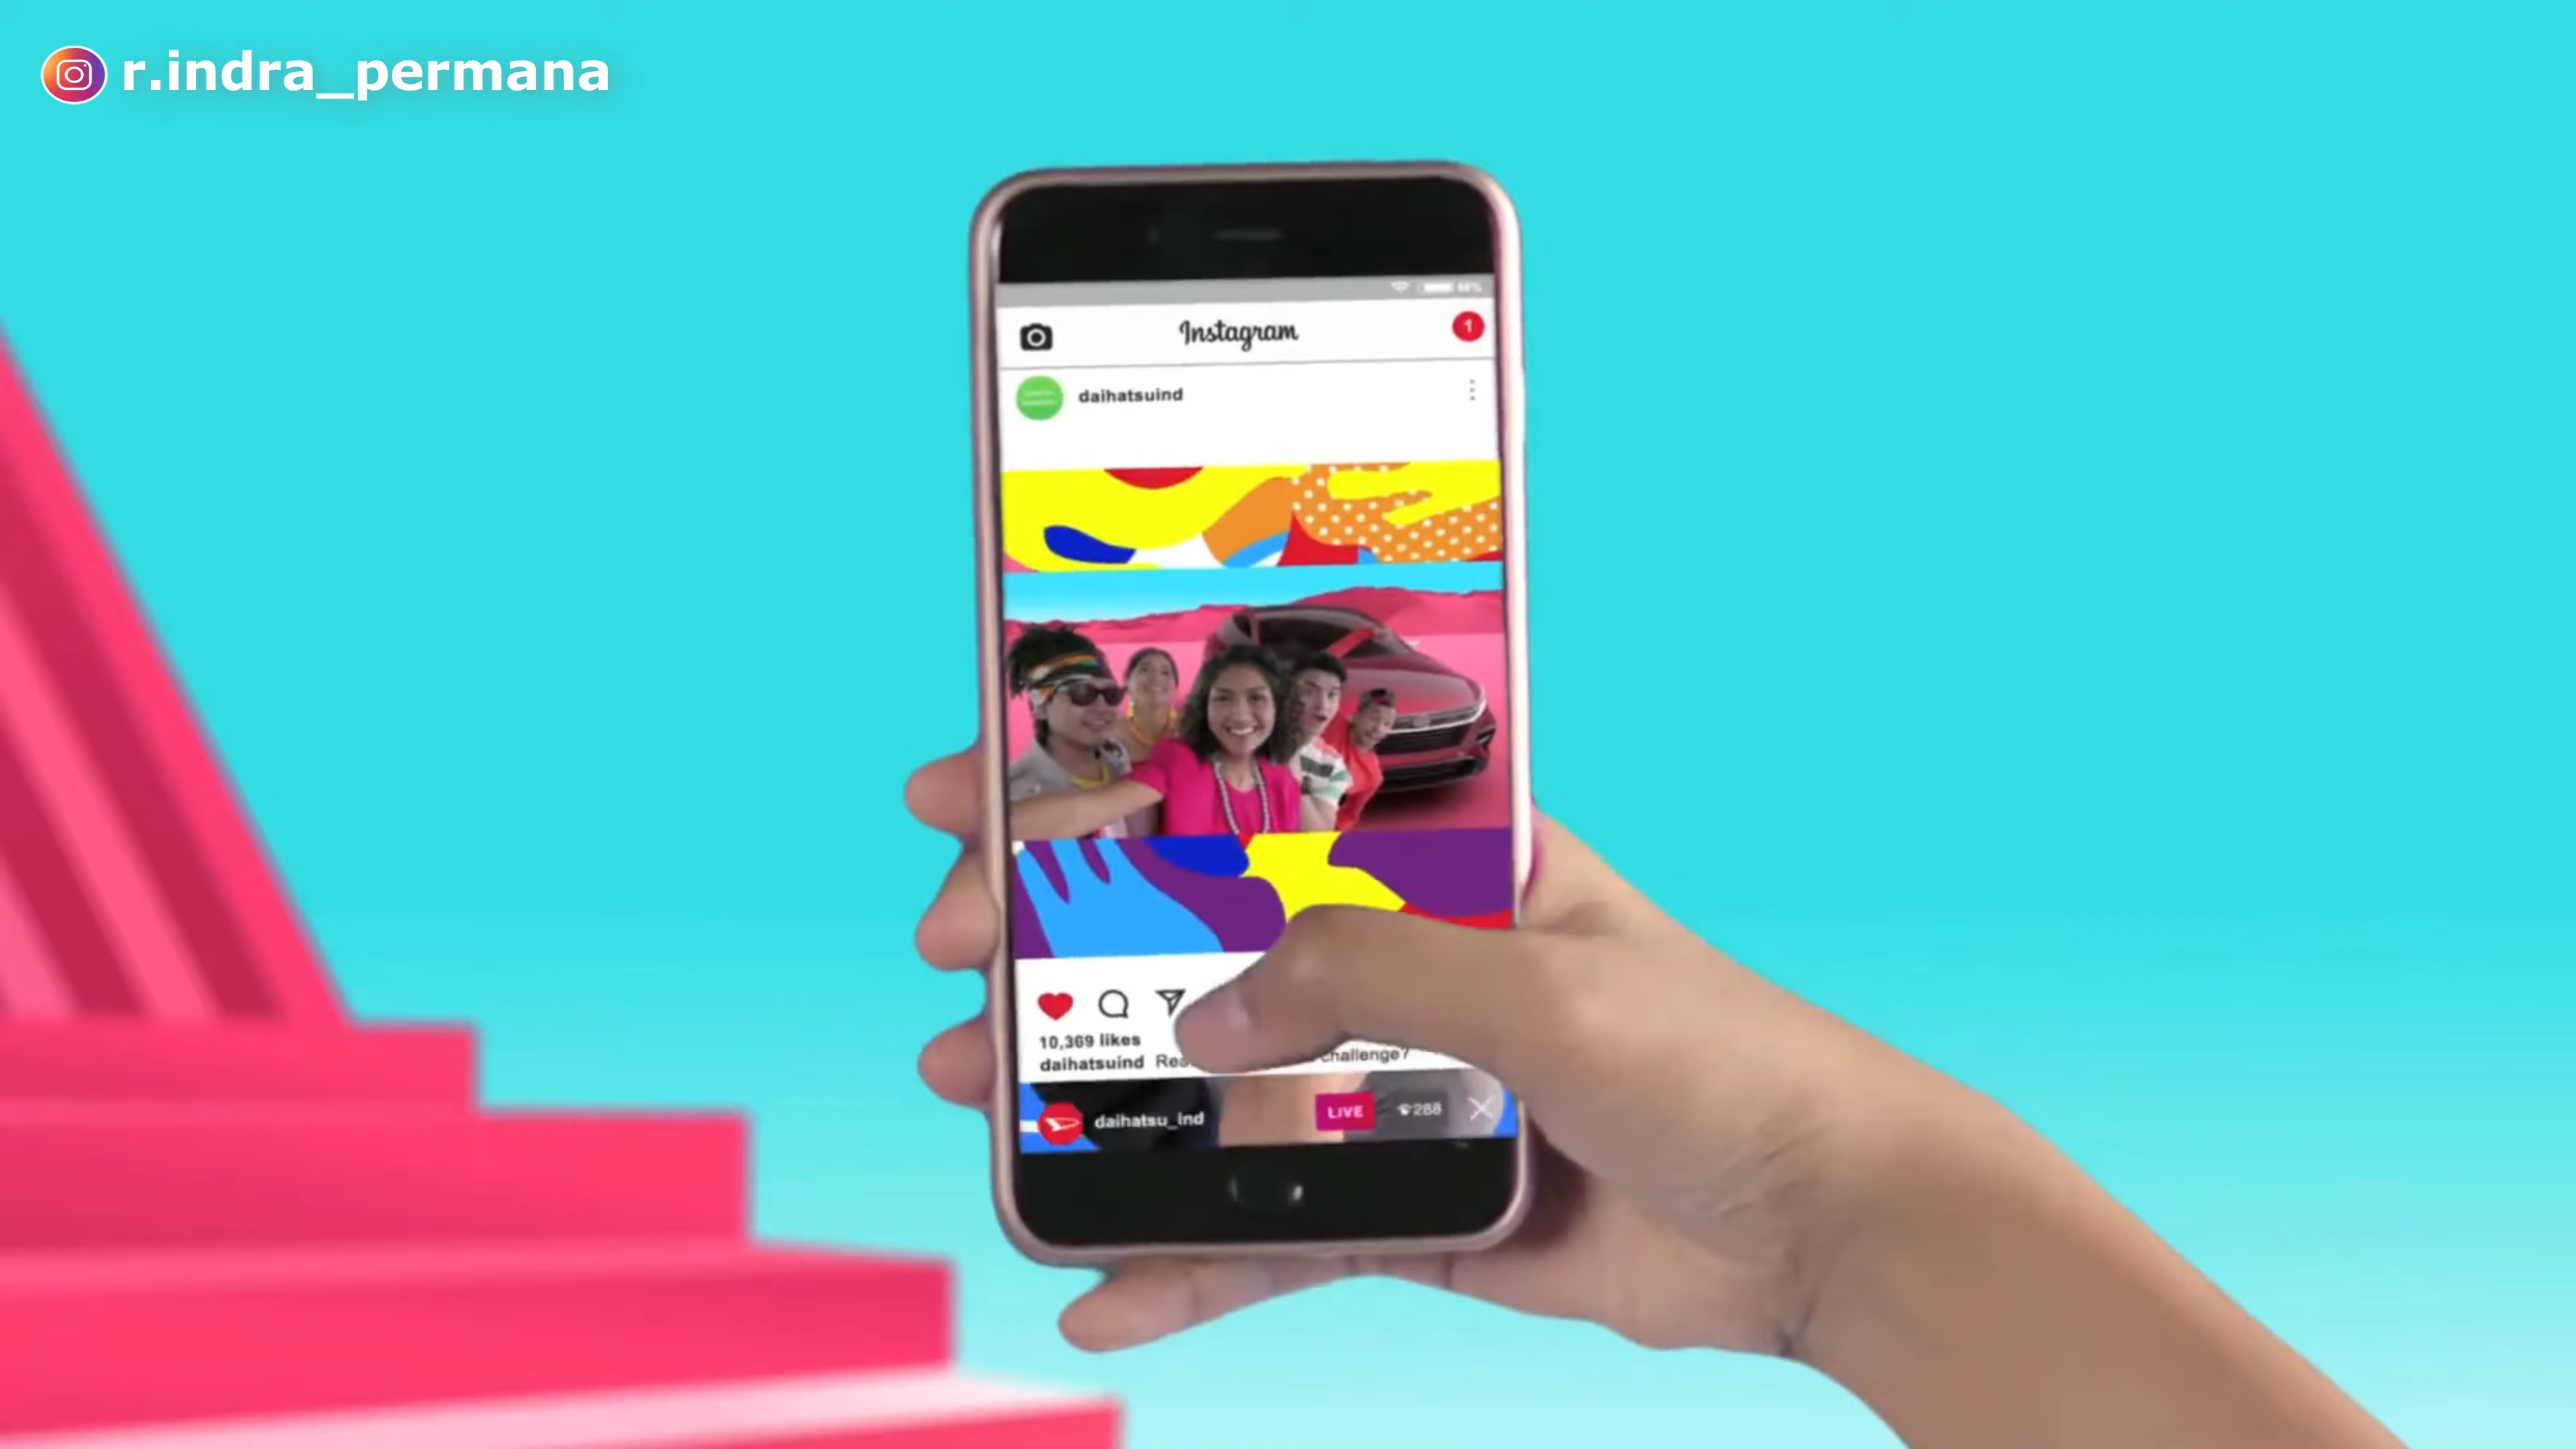 r.indra_permana
Instagram
1
daihatsuind
10,369 likes
daihatsuind
challenge?
daihatsu_ind
LIVE
288